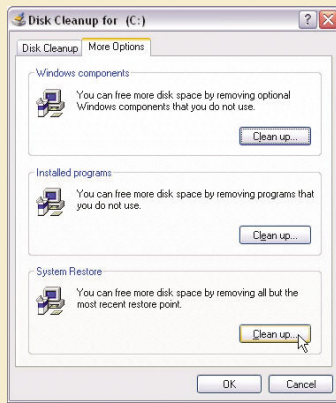 Disk Cleanup for (C:)
Disk Cleanup
More Options
Windows components
You can free more disk space by removing optional
Windows components that you do not use.
Clean up...
Installed programs
You can free more disk space by removing programs that
you do not use.
Clean up...
System Restore
You can free more disk space by removing all but the
most recent restore point.
Clean up...
OK
Cancel